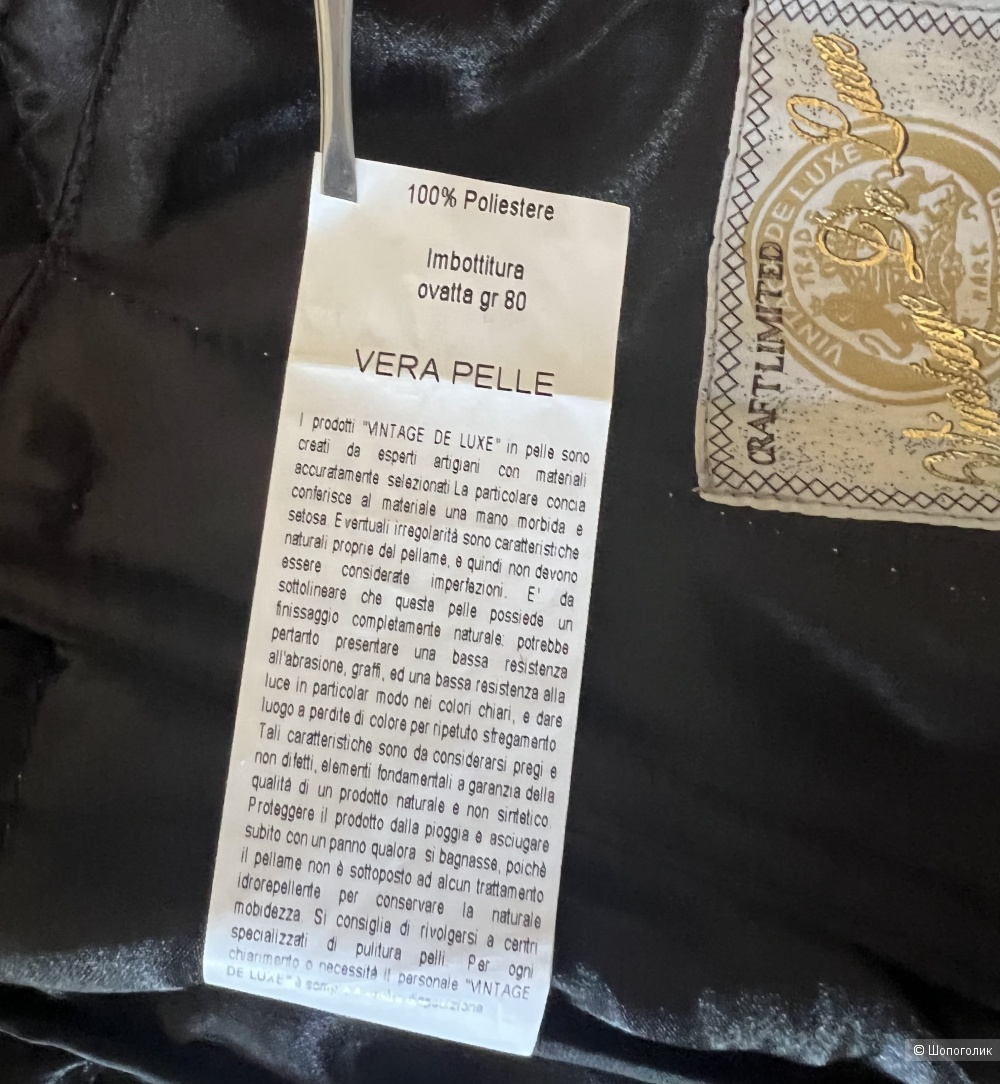 100% Poliestere
Imbottitura
ovatta gr 80
VERA PELLE
I prodotti "VINTAGE DE LUXE" in pelle sono
creati da esperti artigiani con materiali
accuratamente selezionati La particolare concia
conferisce al materiale una mano morbida e
setosa Eventuali irregolarità sono caratteristiche
naturali proprie del pellame, e quindi non devono
essere considerate imperfezioni. E' da
sottolineare che questa pelle possiede un
finissaggio completamente naturale: potrebbe
pertanto presentare una bassa resistenza
all'abrasione, graffi, ed una bassa resistenza alla
luce in particolar modo nei colori chiari, e dare
luogo a perdite di colore per ripetuto sfregamento
Tali caratteristiche sono da considerarsi pregi e
non difetti, elementi fondamentali a garanzia della
qualità di un prodotto naturale e non sintetico
Proteggere il prodotto dalla pioggia e asciugare
subito con un panno qualora si bagnasse, poichè
il pellame non è sottoposto ad alcun trattamento
idrorepellente per conservare la naturale
mobidezza. Si consiglia di rivolgersi a centri
specializzati di pulitura pelli. Per ogni
chiarimento o necessità il personale "VINTAGE
DE LUXE" è disposizione
CRAFT LIMITED
Vintage De Luxe
DE LUXE
TRAD
MARK
© Шопоголик